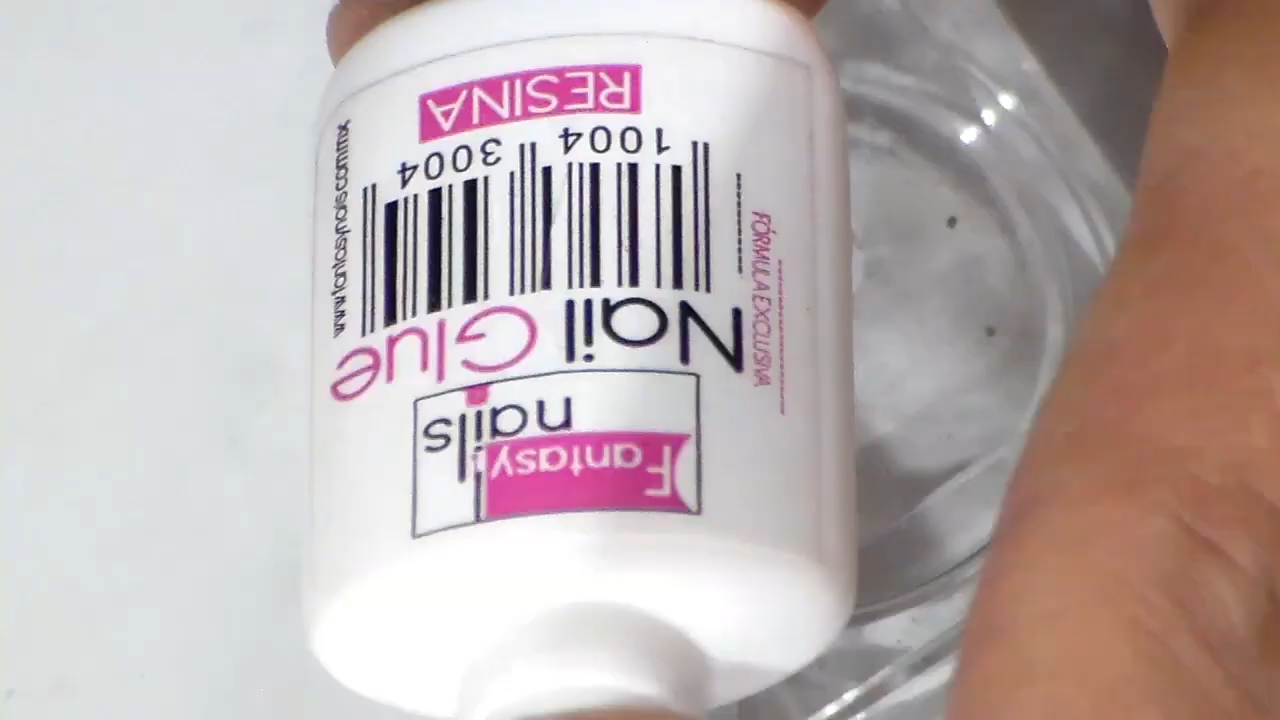 Fantasy
nails
Nail Glue
1004 3004
RESINA
FÓRMULA EXCLUSIVA
www.fantasynails.com.mx